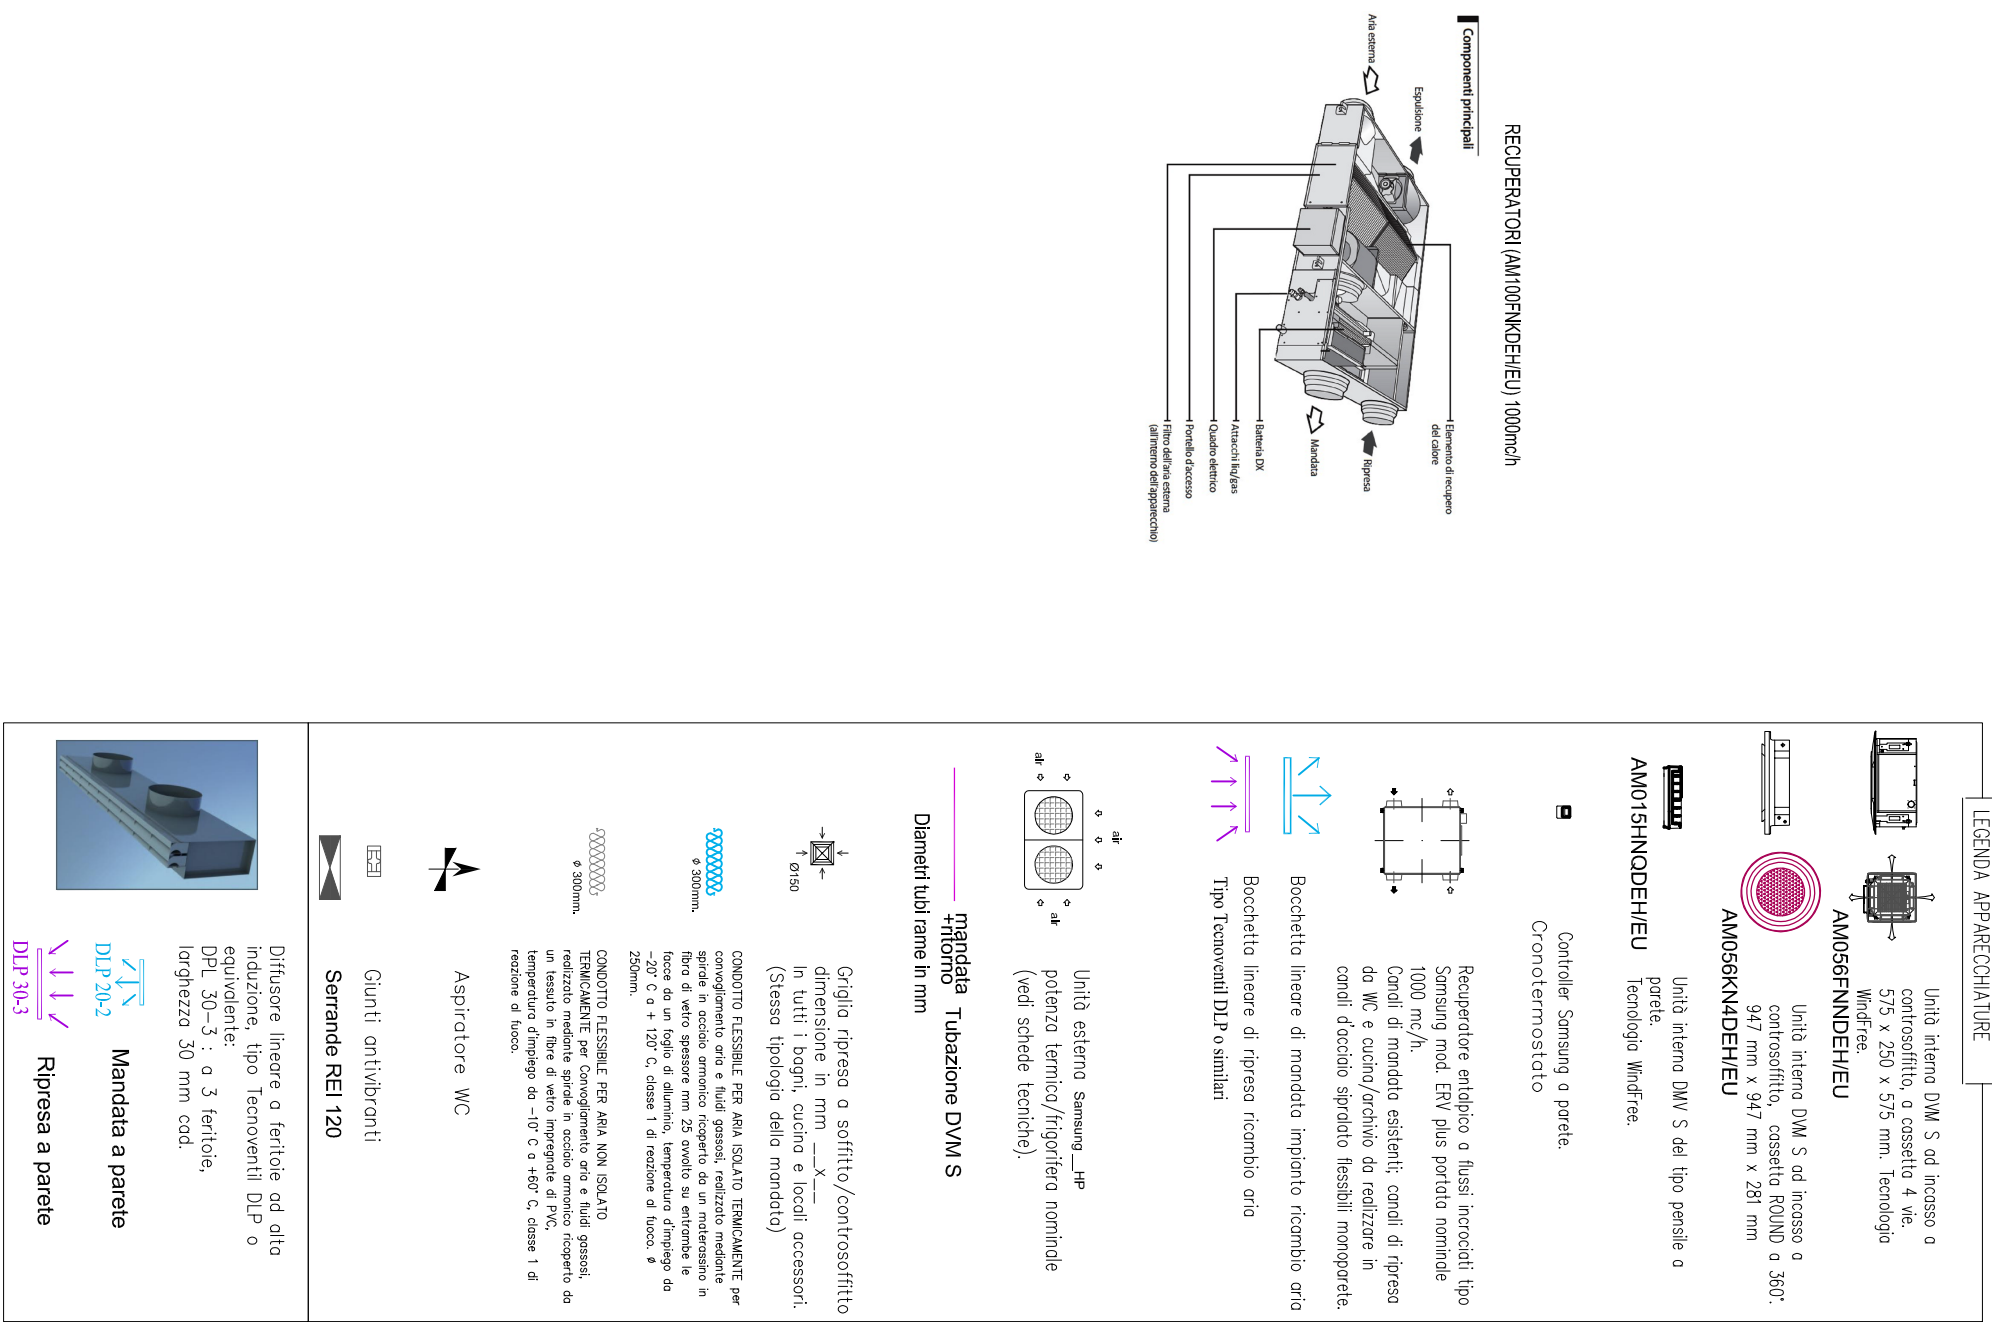 LEGENDA APPARECCHIATURE
Unità interna DVM S ad incasso a
controsoffitto, a cassetta 4 vie.
575 x 250 x 575 mm. Tecnologia
WindFree.
AM056FNNDEH/EU
Unità interna DVM S ad incasso a
controsoffitto, cassetta ROUND a 360°.
947 mm x 947 mm x 281 mm
AM056KN4DEH/EU
Unità interna DMV S del tipo pensile a
parete.
Tecnologia WindFree.
AM015HNQDEH/EU
Controller Samsung a parete.
Cronotermostato
Recuperatore entalpico a flussi incrociati tipo
Samsung mod. ERV plus portata nominale
1000 mc/h.
Canali di mandata esistenti; canali di ripresa
da WC e cucina/archivio da realizzare in
canali d'acciaio sipralato flessibili monoparete.
Bocchetta lineare di mandata impianto ricambio aria
Bocchetta lineare di ripresa ricambio aria
Tipo Tecnoventil DLP o similari
air
air
air
Unità esterna Samsung __HP
potenza termica/frigorifera nominale
(vedi schede tecniche).
mandata
+ritorno
Tubazione DVM S
Diametri tubi rame in mm
Griglia ripresa a soffitto/controsoffitto
dimensione in mm __x__
In tutti i bagni, cucina e locali accessori.
(Stessa tipologia della mandata)
Ø150
CONDOTTO FLESSIBILE PER ARIA ISOLATO TERMICAMENTE per
convogliamento aria e fluidi gassosi, realizzato mediante
spirale in acciaio armonico ricoperto da un materassino in
fibra di vetro spessore mm 25 avvolto su entrambe le
facce da un foglio di alluminio, temperatura d'impiego da
-20° C a + 120° C, classe 1 di reazione al fuoco. ø
250mm.
ø 300mm.
CONDOTTO FLESSIBILE PER ARIA NON ISOLATO
TERMICAMENTE per Convogliamento aria e fluidi gassosi,
realizzato mediante spirale in acciaio armonico ricoperto da
un tessuto in fibre di vetro impregnate di PVC,
temperatura d'impiego da -10° C a +60° C, classe 1 di
reazione al fuoco.
ø 300mm.
Aspiratore WC
Giunti antivibranti
Serrande REI 120
Diffusore lineare a feritoie ad alta
induzione, tipo Tecnoventil DLP o
equivalente:
DPL 30-3 : a 3 feritoie,
larghezza 30 mm cad.
DLP 20-2
Mandata a parete
DLP 30-3
Ripresa a parete
RECUPERATORI (AM100FNKDEH/EU) 1000mc/h
Componenti principali
Aria esterna
Espulsione
Elemento di recupero
del calore
Ripresa
Mandata
Batteria DX
Attacchi liq/gas
Quadro elettrico
Portello d'accesso
Filtro dell'aria esterna
(all'interno dell'apparecchio)